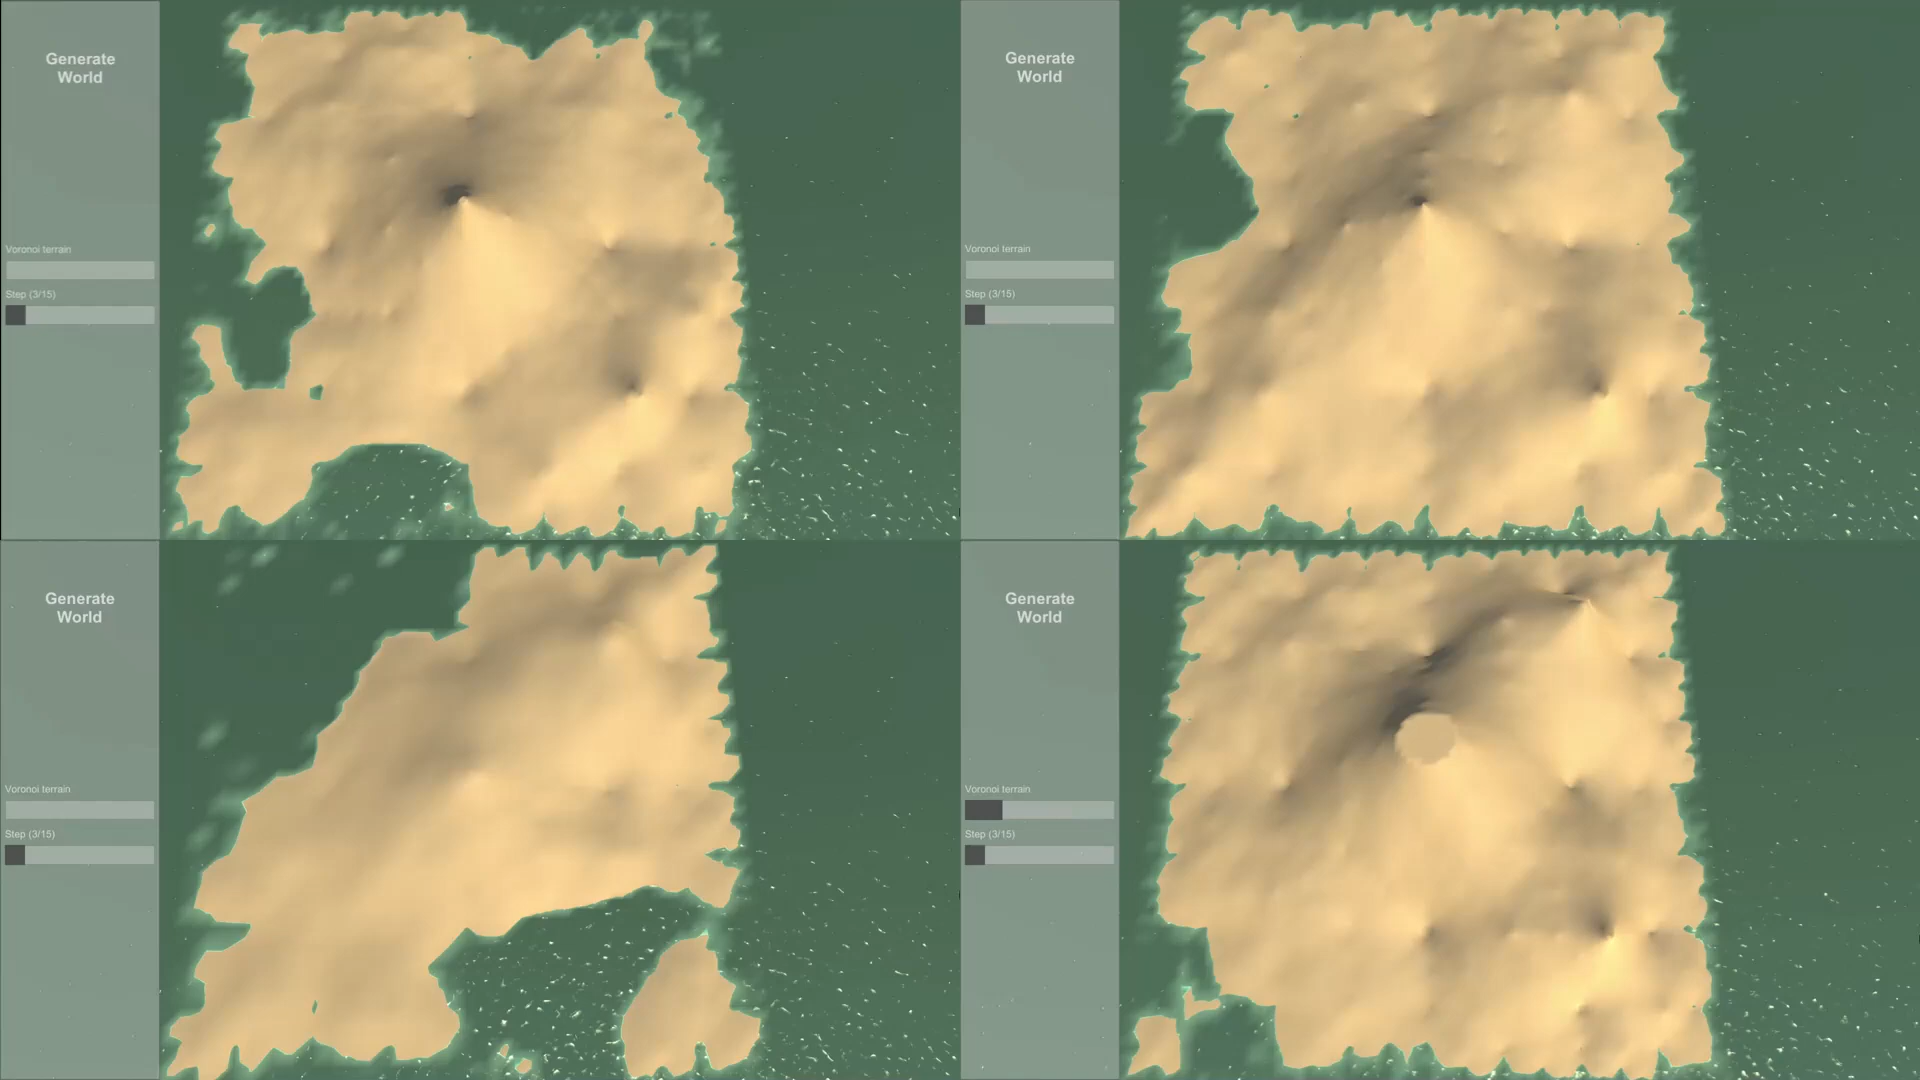 Generate
World
Voronoi terrain
Step (3/15)
Generate
World
Voronoi terrain
Step (3/15)
Generate
World
Voronoi terrain
Step (3/15)
Generate
World
Voronoi terrain
Step (3/15)